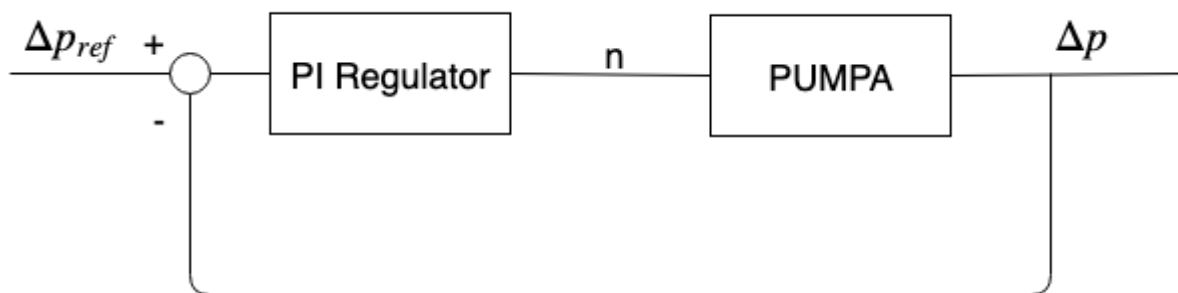 Δp_ref
+
-
PI Regulator
n
PUMPA
Δp